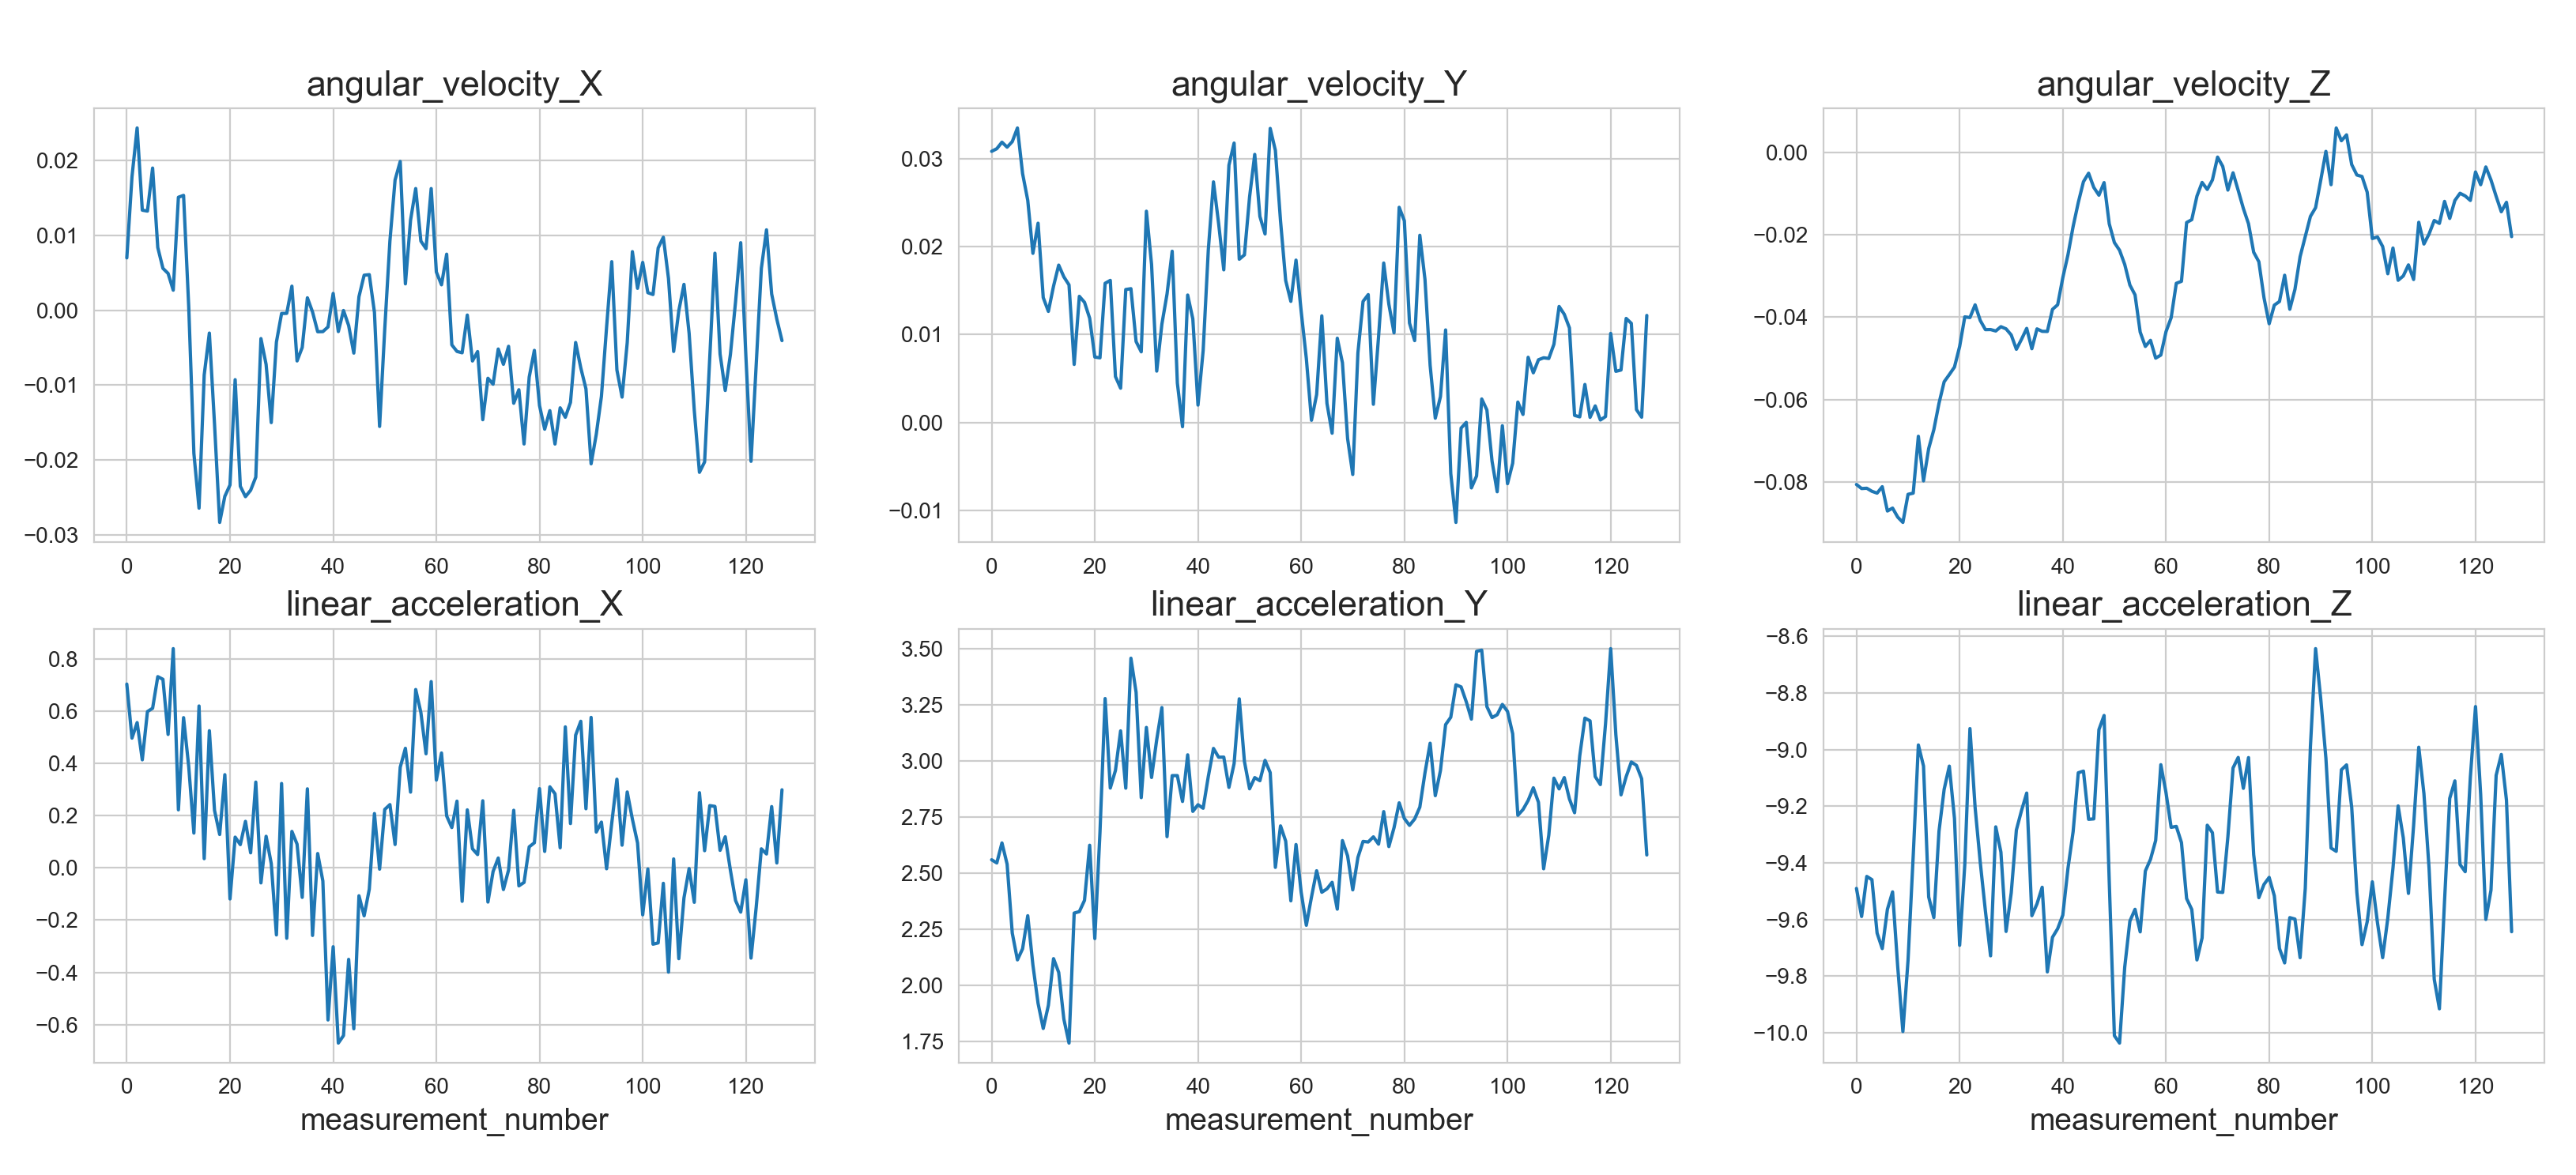 angular_velocity_X
angular_velocity_Y
angular_velocity_Z
0.02
0.01
0.00
−0.01
−0.02
−0.03
0 20 40 60 80 100 120
0.03
0.02
0.01
0.00
−0.01
0 20 40 60 80 100 120
0.00
−0.02
−0.04
−0.06
−0.08
0 20 40 60 80 100 120
linear_acceleration_X
linear_acceleration_Y
linear_acceleration_Z
0.8
0.6
0.4
0.2
0.0
−0.2
−0.4
−0.6
0 20 40 60 80 100 120
measurement_number
3.50
3.25
3.00
2.75
2.50
2.25
2.00
1.75
0 20 40 60 80 100 120
measurement_number
−8.6
−8.8
−9.0
−9.2
−9.4
−9.6
−9.8
−10.0
0 20 40 60 80 100 120
measurement_number